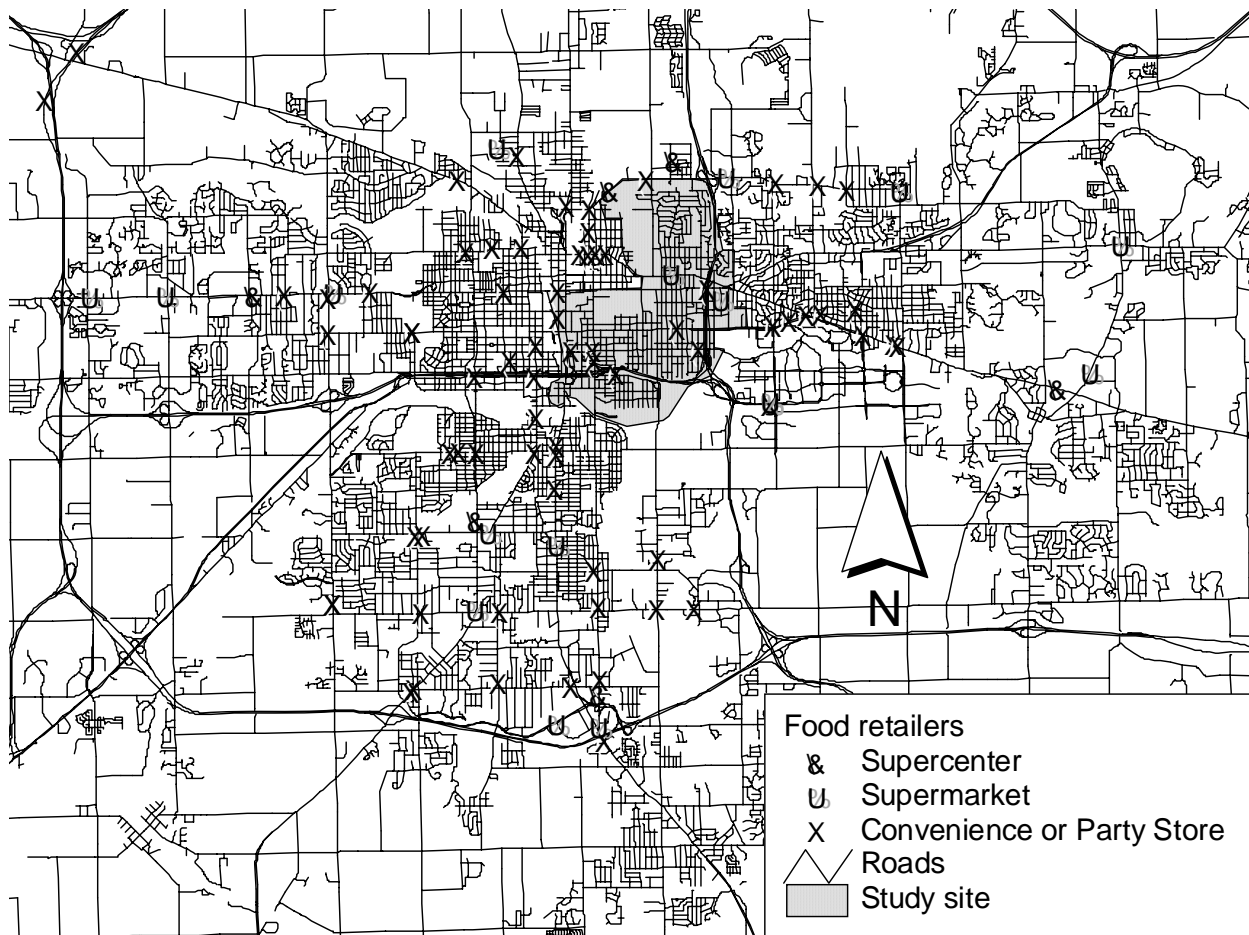 N
Food retailers
& Supercenter
U Supermarket
X Convenience or Party Store
Roads
Study site